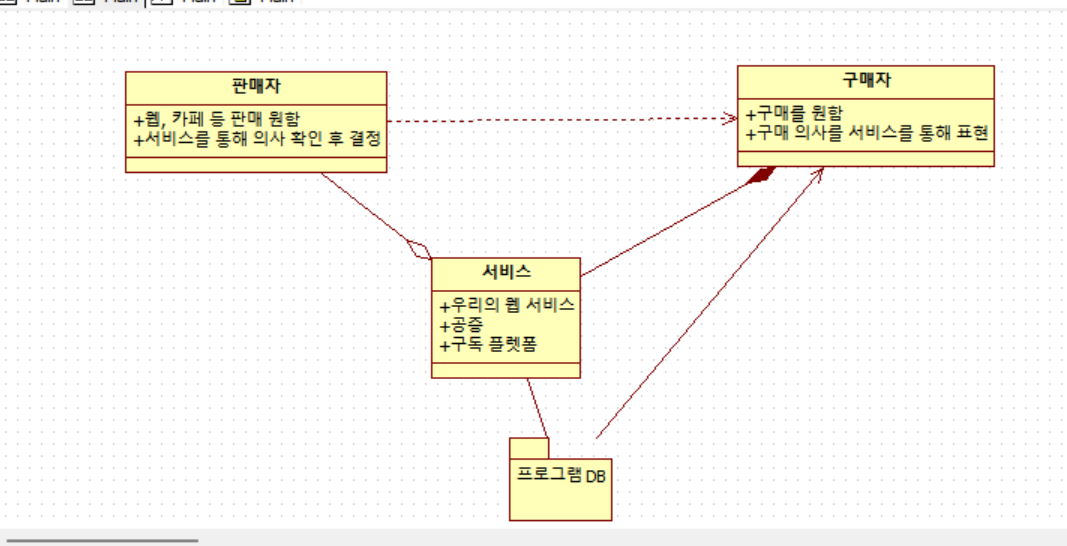 판매자
+웹, 카페 등 판매 원함
+서비스를 통해 의사 확인 후 결정
구매자
+구매를 원함
+구매 의사를 서비스를 통해 표현
서비스
+우리의 웹 서비스
+공증
+구독 플렛폼
프로그램 DB